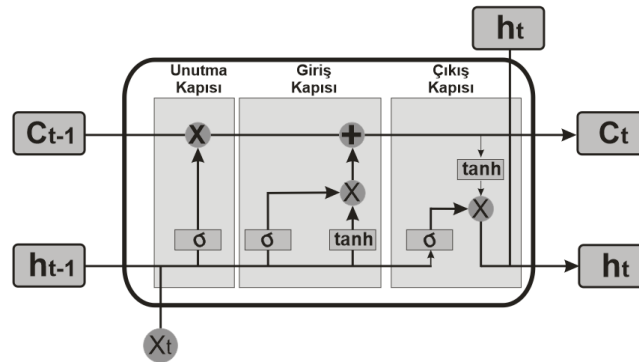 ht
Unutma
Kapısı
Giriş
Kapısı
Çıkış
Kapısı
Ct-1
X
+
Ct
tanh
X
X
σ
σ
tanh
σ
ht-1
ht
Xt